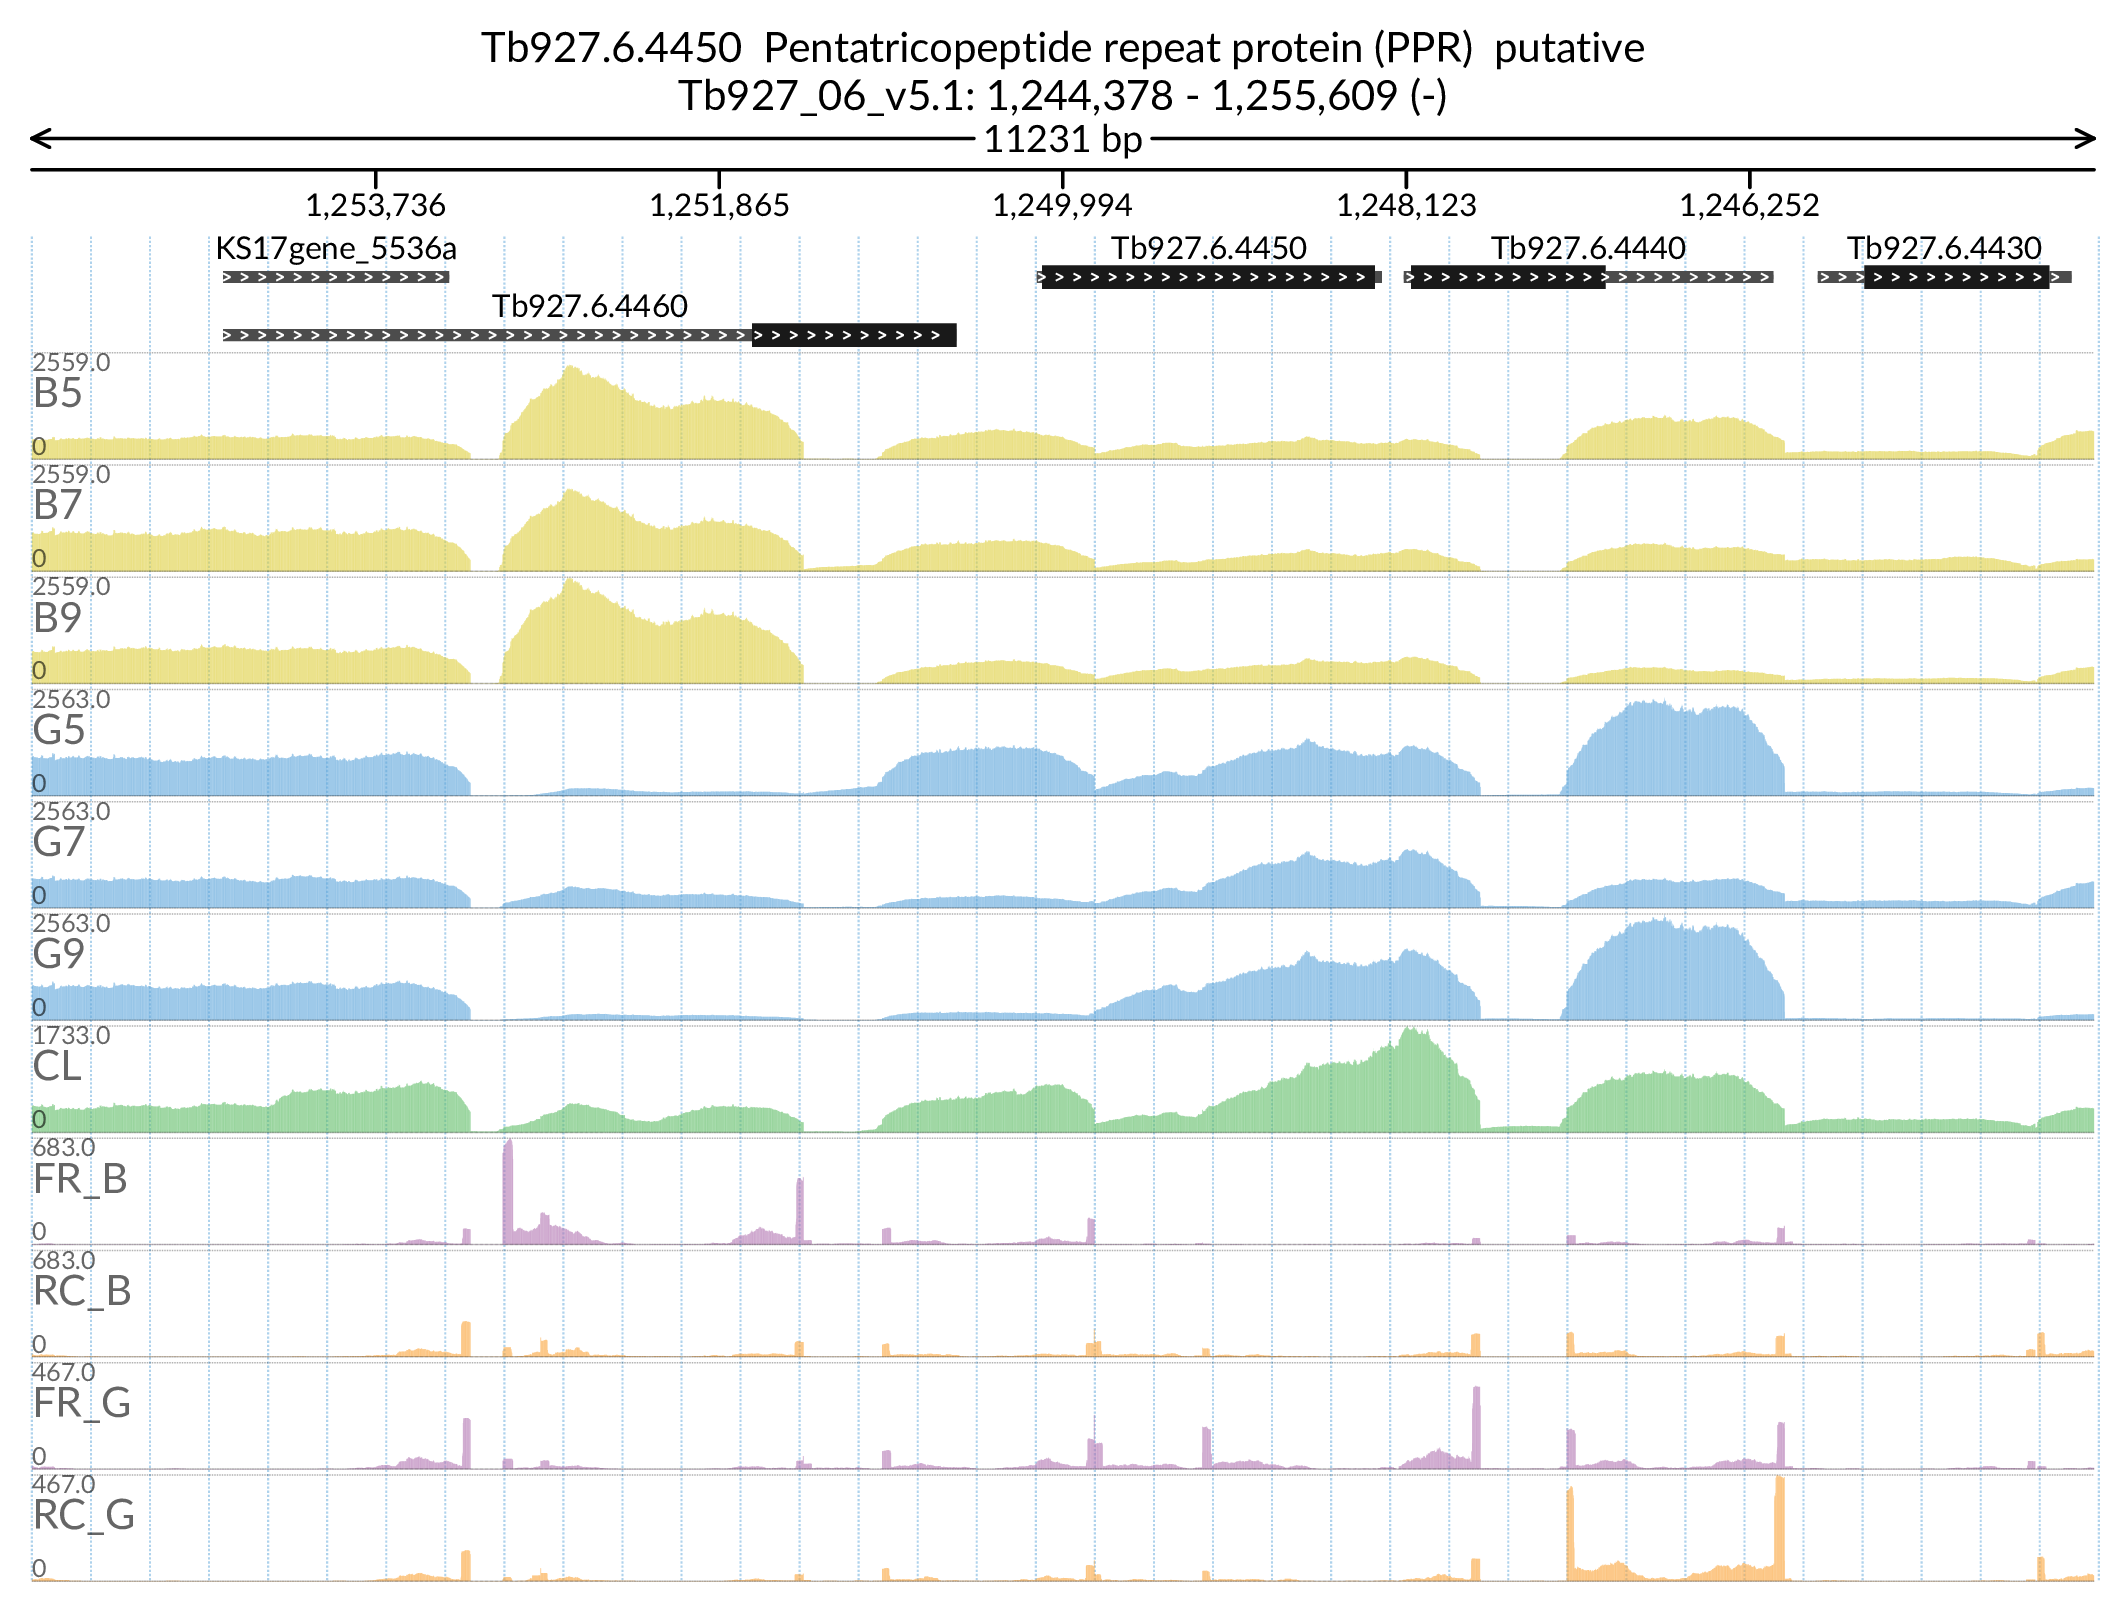 Tb927.6.4450 Pentatricopeptide repeat protein (PPR) putative
Tb927_06_v5.1: 1,244,378 - 1,255,609 (-)
11231 bp
1,253,736 1,251,865 1,249,994 1,248,123 1,246,252
KS17gene_5536a Tb927.6.4450 Tb927.6.4440 Tb927.6.4430
Tb927.6.4460
2559.0
B5
0
2559.0
B7
0
2559.0
B9
0
2563.0
G5
0
2563.0
G7
0
2563.0
G9
0
1733.0
CL
0
683.0
FR_B
0
683.0
RC_B
0
467.0
FR_G
0
467.0
RC_G
0